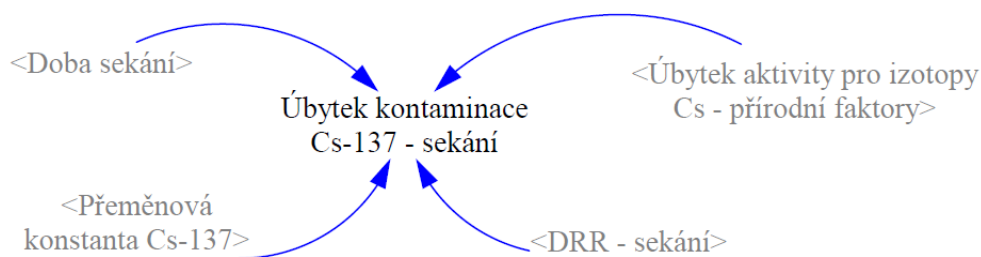 <Doba sekání>
<Úbytek aktivity pro izotopy
Cs - přírodní faktory>
Úbytek kontaminace
Cs-137 - sekání
<Přeměnová
konstanta Cs-137>
<DRR - sekání>